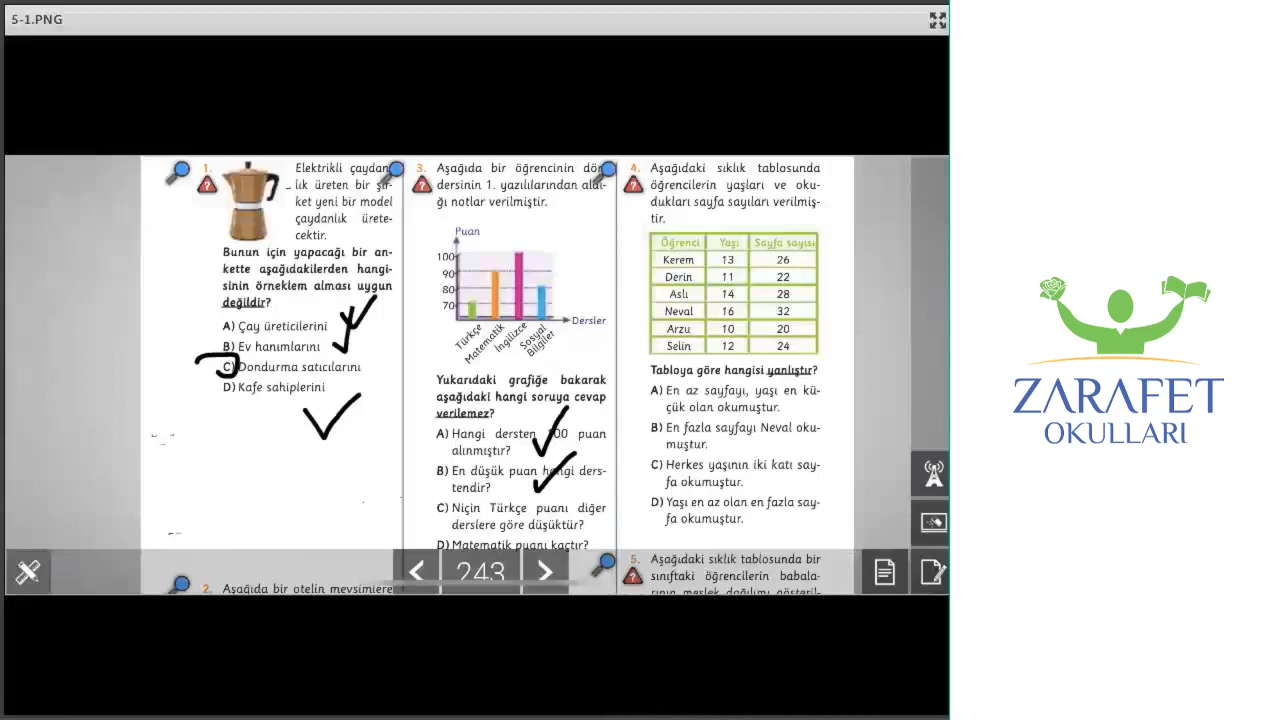 5-1.PNG
1.
Elektrikli çaydan-
lık üreten bir şir-
ket yeni bir model
çaydanlık ürete-
cektir.
Bunun için yapacağı bir an-
kette aşağıdakilerden hangi-
sinin örneklem alması uygun
değildir?
A) Çay üreticilerini
B) Ev hanımlarını
C) Dondurma satıcılarını
D) Kafe sahiplerini
2. Aşağıda bir otelin mevsimlere
3. Aşağıda bir öğrencinin dört
dersinin 1. yazılılarından aldı-
ğı notlar verilmiştir.
Puan
100
90
80
70
Dersler
Türkçe
Matematik
İngilizce
Sosyal
Bilgiler
Yukarıdaki grafiğe bakarak
aşağıdaki hangi soruya cevap
verilemez?
A) Hangi dersten 100 puan
alınmıştır?
B) En düşük puan hangi ders-
tendir?
C) Niçin Türkçe puanı diğer
derslere göre düşüktür?
D) Matematik puanı kaçtır?
243
4. Aşağıdaki sıklık tablosunda
öğrencilerin yaşları ve oku-
dukları sayfa sayıları verilmiş-
tir.
Öğrenci Yaşı Sayfa sayısı
Kerem 13 26
Derin 11 22
Aslı 14 28
Neval 16 32
Arzu 10 20
Selin 12 24
Tabloya göre hangisi yanlıştır?
A) En az sayfayı, yaşı en kü-
çük olan okumuştur.
B) En fazla sayfayı Neval oku-
muştur.
C) Herkes yaşının iki katı say-
fa okumuştur.
D) Yaşı en az olan en fazla say-
fa okumuştur.
5. Aşağıdaki sıklık tablosunda bir
sınıftaki öğrencilerin babala-
rının meslek dağılımı gösteril-
ZARAFET
OKULLARI